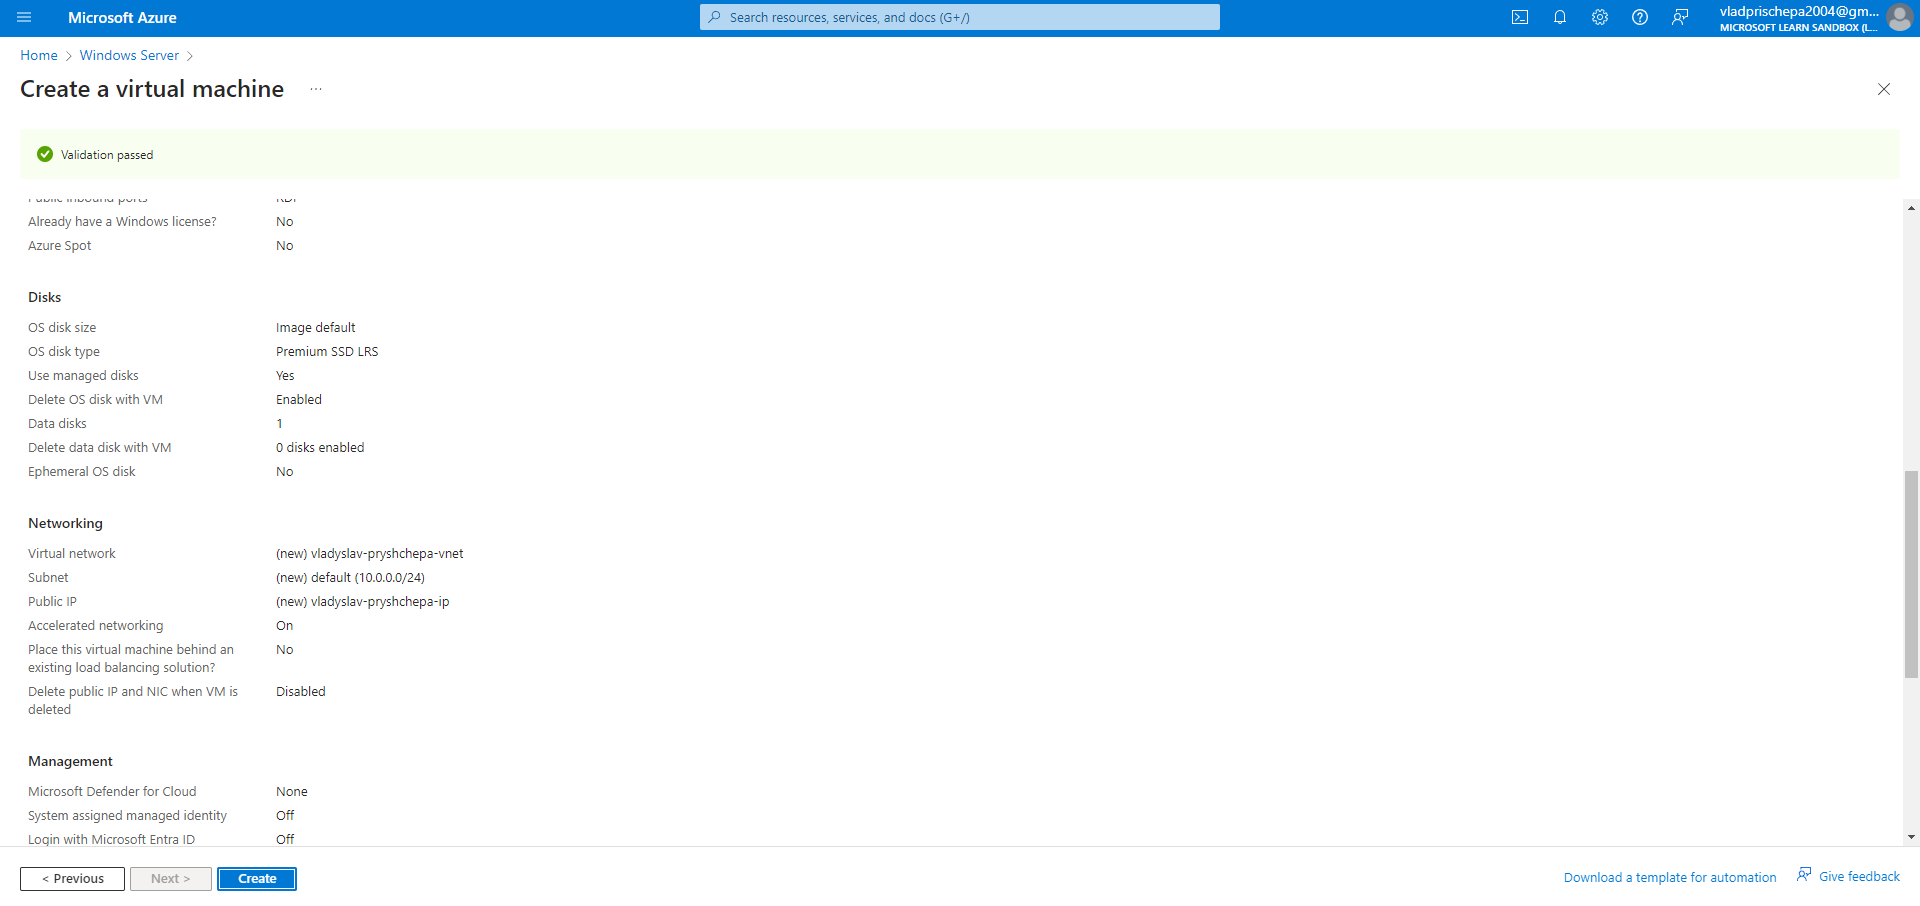 Microsoft Azure
Search resources, services, and docs (G+/)
vladprischepa2004@gm...
MICROSOFT LEARN SANDBOX (L...
Home > Windows Server >
Create a virtual machine ...
Validation passed
Public inbound ports RDP
Already have a Windows license? No
Azure Spot No
Disks
OS disk size Image default
OS disk type Premium SSD LRS
Use managed disks Yes
Delete OS disk with VM Enabled
Data disks 1
Delete data disk with VM 0 disks enabled
Ephemeral OS disk No
Networking
Virtual network (new) vladyslav-pryshchepa-vnet
Subnet (new) default (10.0.0.0/24)
Public IP (new) vladyslav-pryshchepa-ip
Accelerated networking On
Place this virtual machine behind an No
existing load balancing solution?
Delete public IP and NIC when VM is Disabled
deleted
Management
Microsoft Defender for Cloud None
System assigned managed identity Off
Login with Microsoft Entra ID Off
< Previous Next > Create Download a template for automation Give feedback